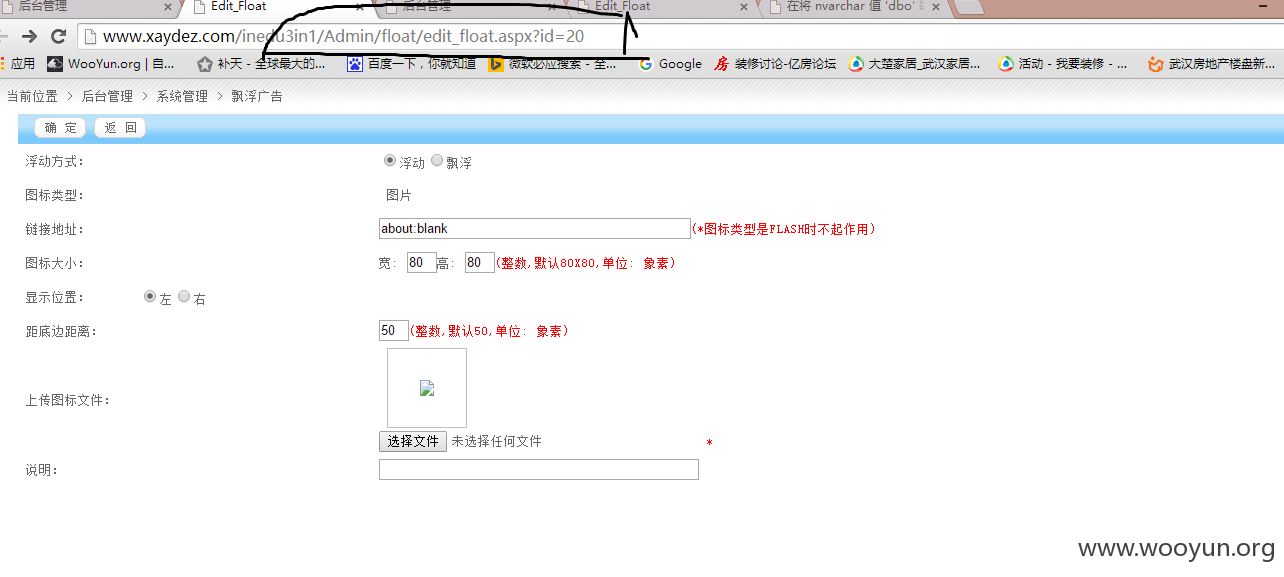 后台管理 × Edit_Float × 后台管理 × Edit_Float × 在将 nvarchar 值 'dbo' ×
www.xaydez.com/inedu3in1/Admin/float/edit_float.aspx?id=20
应用 WooYun.org | 自... 补天 - 全球最大的... 百度一下，你就知道 微软必应搜索 - 全... Google 装修讨论-亿房论坛 大楚家居_武汉家居... 活动 - 我要装修 - ... 武汉房地产楼盘新...
当前位置 > 后台管理 > 系统管理 > 飘浮广告
确 定 返 回
浮动方式: 浮动 飘浮
图标类型: 图片
链接地址: about:blank (*图标类型是FLASH时不起作用)
图标大小: 宽: 80 高: 80 (整数,默认80X80,单位: 象素)
显示位置: 左 右
距底边距离: 50 (整数,默认50,单位: 象素)
上传图标文件:
选择文件 未选择任何文件 *
说明:
www.wooyun.org